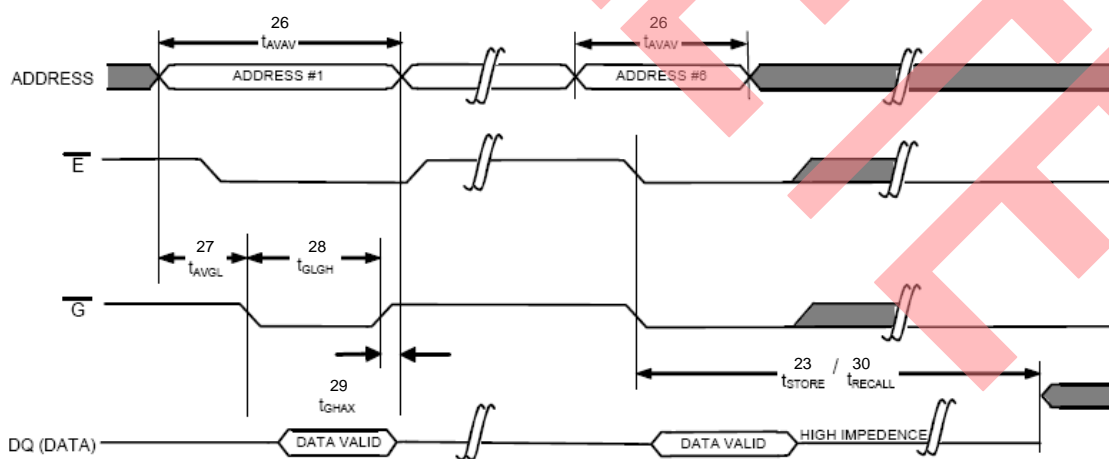 26
tAVAV
26
tAVAV
ADDRESS
ADDRESS #1
ADDRESS #6
E
27
tAVGL
28
tGLGH
G
23 / 30
tSTORE tRECALL
29
tGHAX
DQ (DATA)
DATA VALID
DATA VALID
HIGH IMPEDENCE